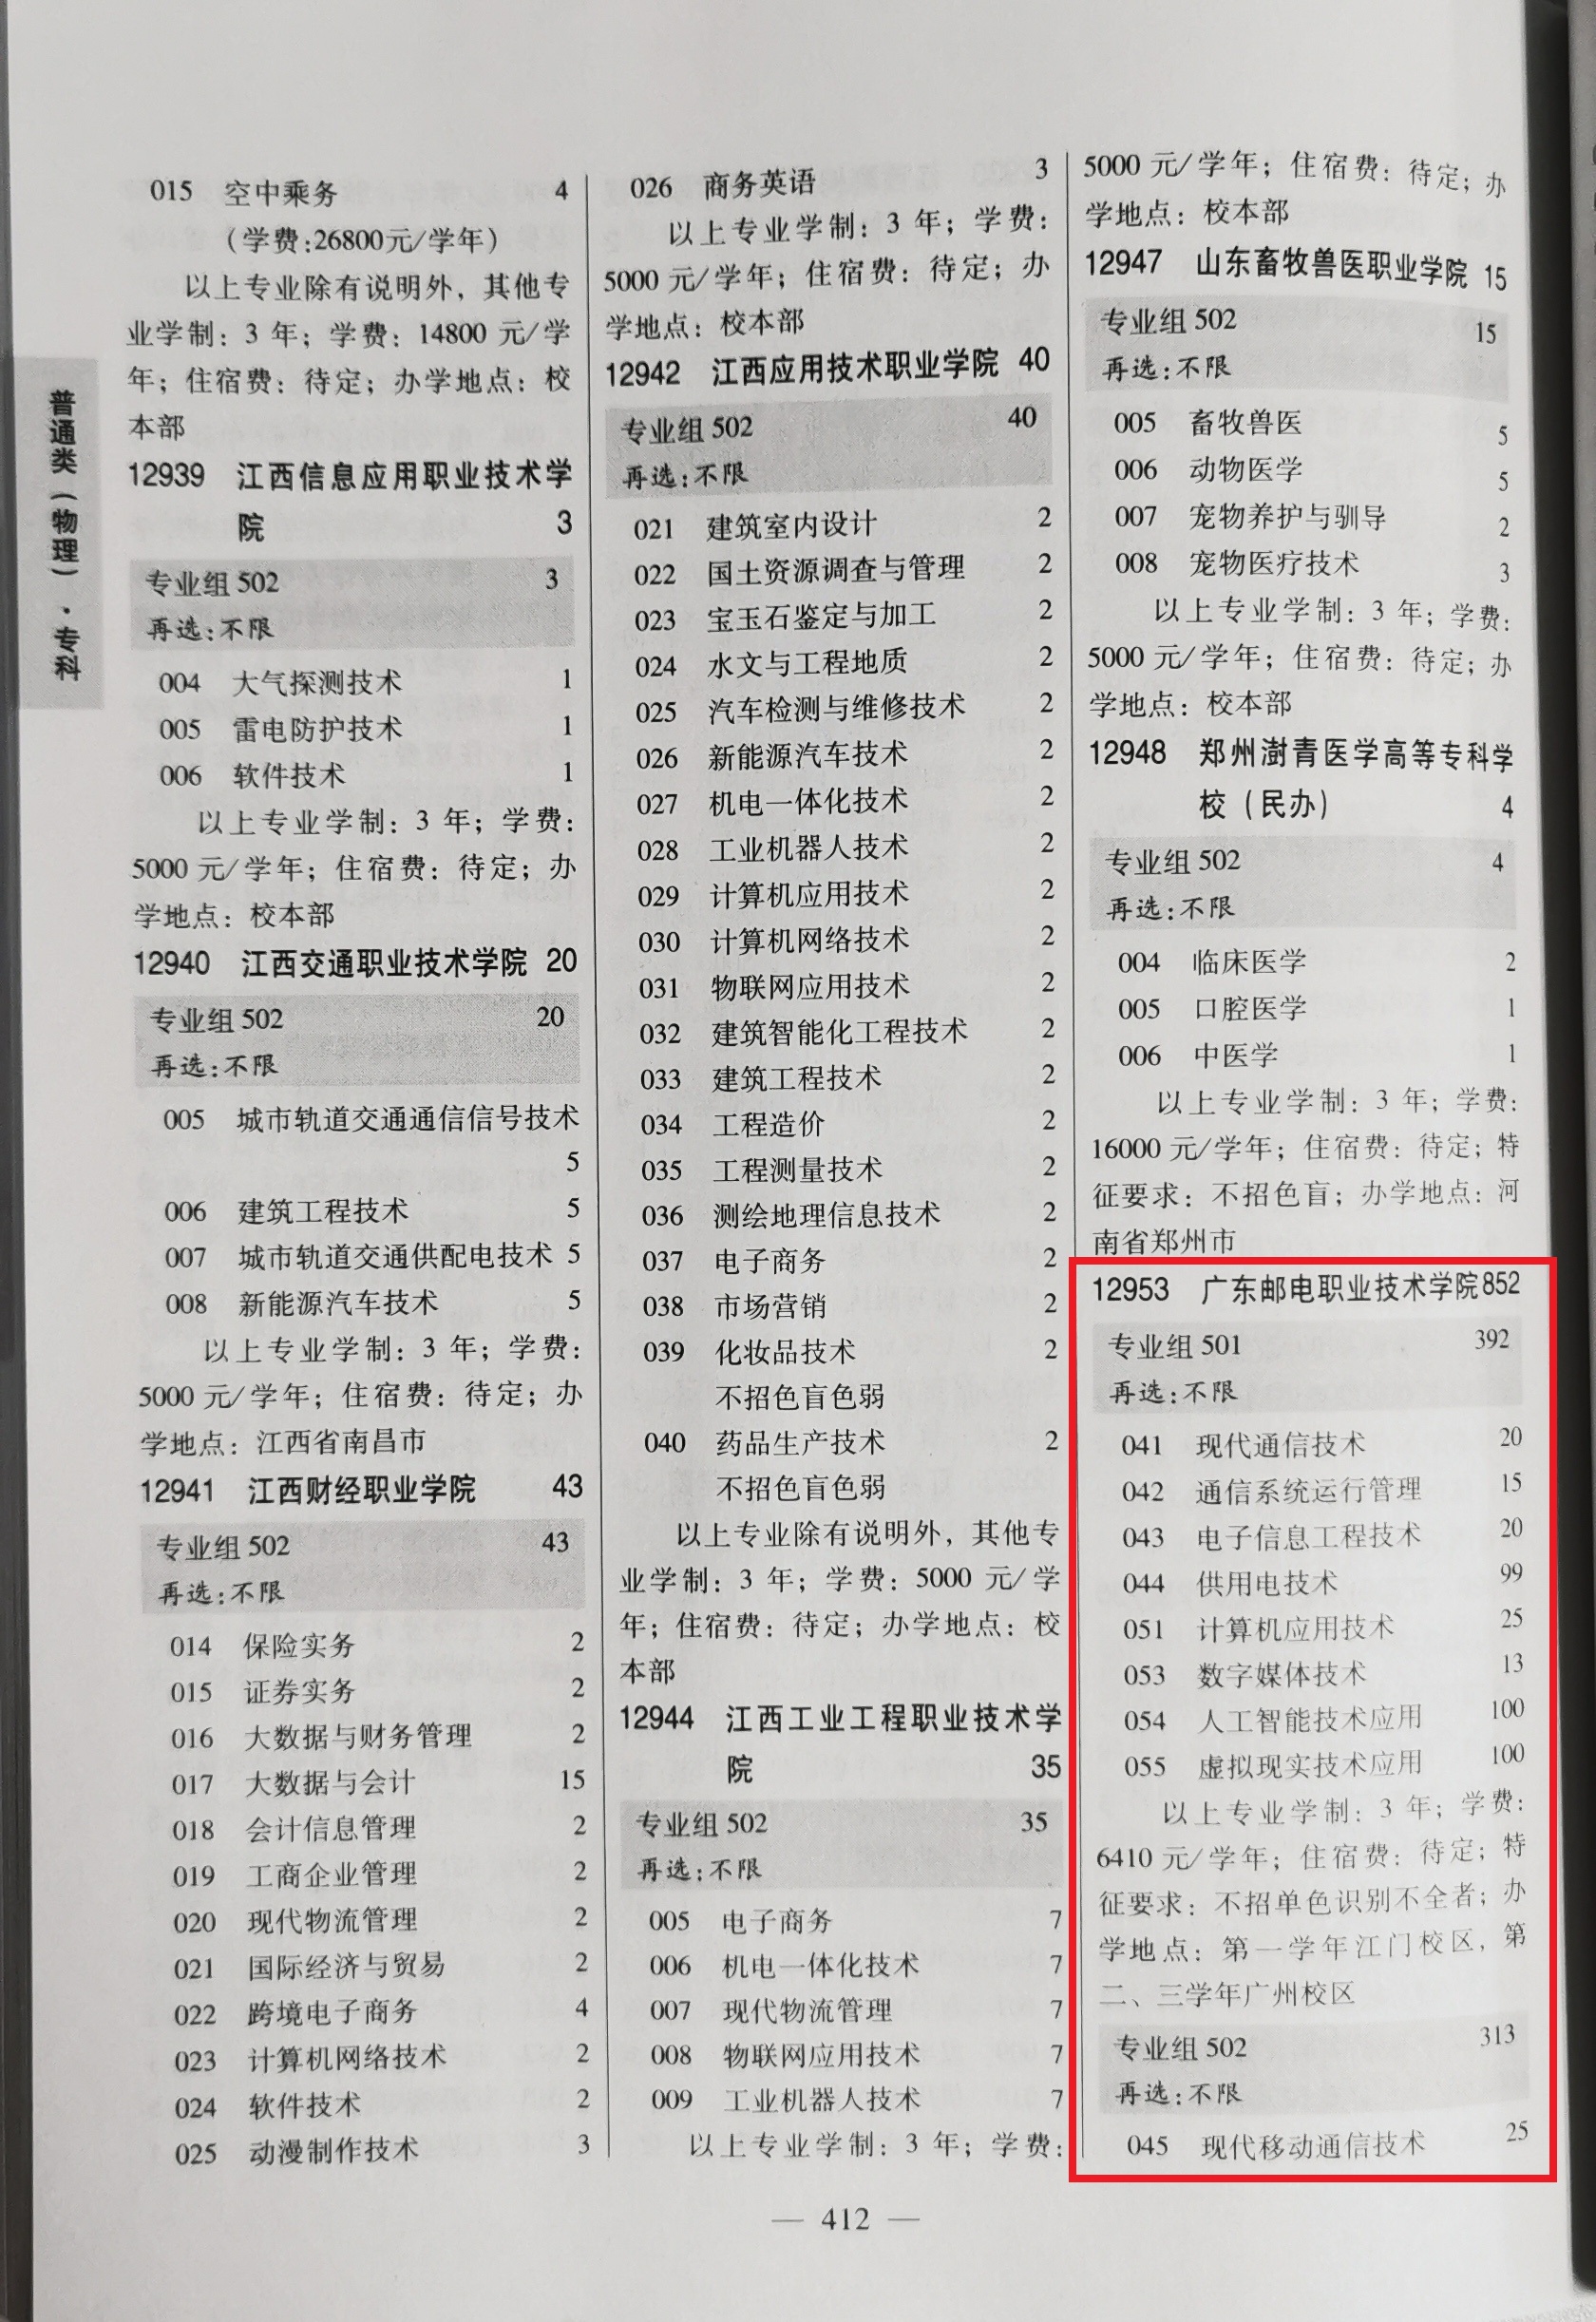 普通类（物理）·专科
015 空中乘务 4
（学费:26800元/学年）
以上专业除有说明外，其他专
业学制：3 年；学费：14800 元/学
年；住宿费：待定；办学地点：校
本部
12939 江西信息应用职业技术学
院 3
专业组 502 3
再选:不限
004 大气探测技术 1
005 雷电防护技术 1
006 软件技术 1
以上专业学制：3 年；学费：
5000 元/学年；住宿费：待定；办
学地点：校本部
12940 江西交通职业技术学院 20
专业组 502 20
再选:不限
005 城市轨道交通通信信号技术
5
006 建筑工程技术 5
007 城市轨道交通供配电技术 5
008 新能源汽车技术 5
以上专业学制：3 年；学费：
5000 元/学年；住宿费：待定；办
学地点：江西省南昌市
12941 江西财经职业学院 43
专业组 502 43
再选:不限
014 保险实务 2
015 证券实务 2
016 大数据与财务管理 2
017 大数据与会计 15
018 会计信息管理 2
019 工商企业管理 2
020 现代物流管理 2
021 国际经济与贸易 2
022 跨境电子商务 4
023 计算机网络技术 2
024 软件技术 2
025 动漫制作技术 3
026 商务英语 3
以上专业学制：3 年；学费：
5000 元/学年；住宿费：待定；办
学地点：校本部
12942 江西应用技术职业学院 40
专业组 502 40
再选:不限
021 建筑室内设计 2
022 国土资源调查与管理 2
023 宝玉石鉴定与加工 2
024 水文与工程地质 2
025 汽车检测与维修技术 2
026 新能源汽车技术 2
027 机电一体化技术 2
028 工业机器人技术 2
029 计算机应用技术 2
030 计算机网络技术 2
031 物联网应用技术 2
032 建筑智能化工程技术 2
033 建筑工程技术 2
034 工程造价 2
035 工程测量技术 2
036 测绘地理信息技术 2
037 电子商务 2
038 市场营销 2
039 化妆品技术 2
不招色盲色弱
040 药品生产技术 2
不招色盲色弱
以上专业除有说明外，其他专
业学制：3 年；学费：5000 元/学
年；住宿费：待定；办学地点：校
本部
12944 江西工业工程职业技术学
院 35
专业组 502 35
再选:不限
005 电子商务 7
006 机电一体化技术 7
007 现代物流管理 7
008 物联网应用技术 7
009 工业机器人技术 7
以上专业学制：3 年；学费：
5000 元/学年；住宿费：待定；办
学地点：校本部
12947 山东畜牧兽医职业学院 15
专业组 502 15
再选:不限
005 畜牧兽医 5
006 动物医学 5
007 宠物养护与驯导 2
008 宠物医疗技术 3
以上专业学制：3 年；学费：
5000 元/学年；住宿费：待定；办
学地点：校本部
12948 郑州澍青医学高等专科学
校（民办） 4
专业组 502 4
再选:不限
004 临床医学 2
005 口腔医学 1
006 中医学 1
以上专业学制：3 年；学费：
16000 元/学年；住宿费：待定；特
征要求：不招色盲；办学地点：河
南省郑州市
12953 广东邮电职业技术学院 852
专业组 501 392
再选:不限
041 现代通信技术 20
042 通信系统运行管理 15
043 电子信息工程技术 20
044 供用电技术 99
051 计算机应用技术 25
053 数字媒体技术 13
054 人工智能技术应用 100
055 虚拟现实技术应用 100
以上专业学制：3 年；学费：
6410 元/学年；住宿费：待定；特
征要求：不招单色识别不全者；办
学地点：第一学年江门校区，第
二、三学年广州校区
专业组 502 313
再选:不限
045 现代移动通信技术 25
— 412 —